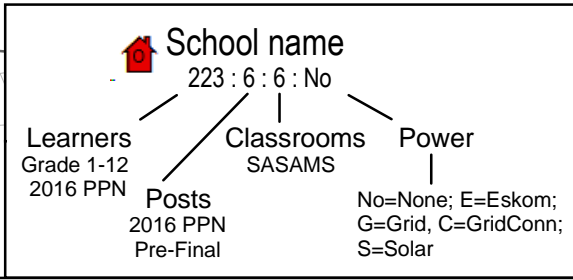 O
School name
223 : 6 : 6 : No
Learners
Grade 1-12
2016 PPN
Posts
2016 PPN
Pre-Final
Classrooms
SASAMS
Power
No=None; E=Eskom;
G=Grid, C=GridConn;
S=Solar